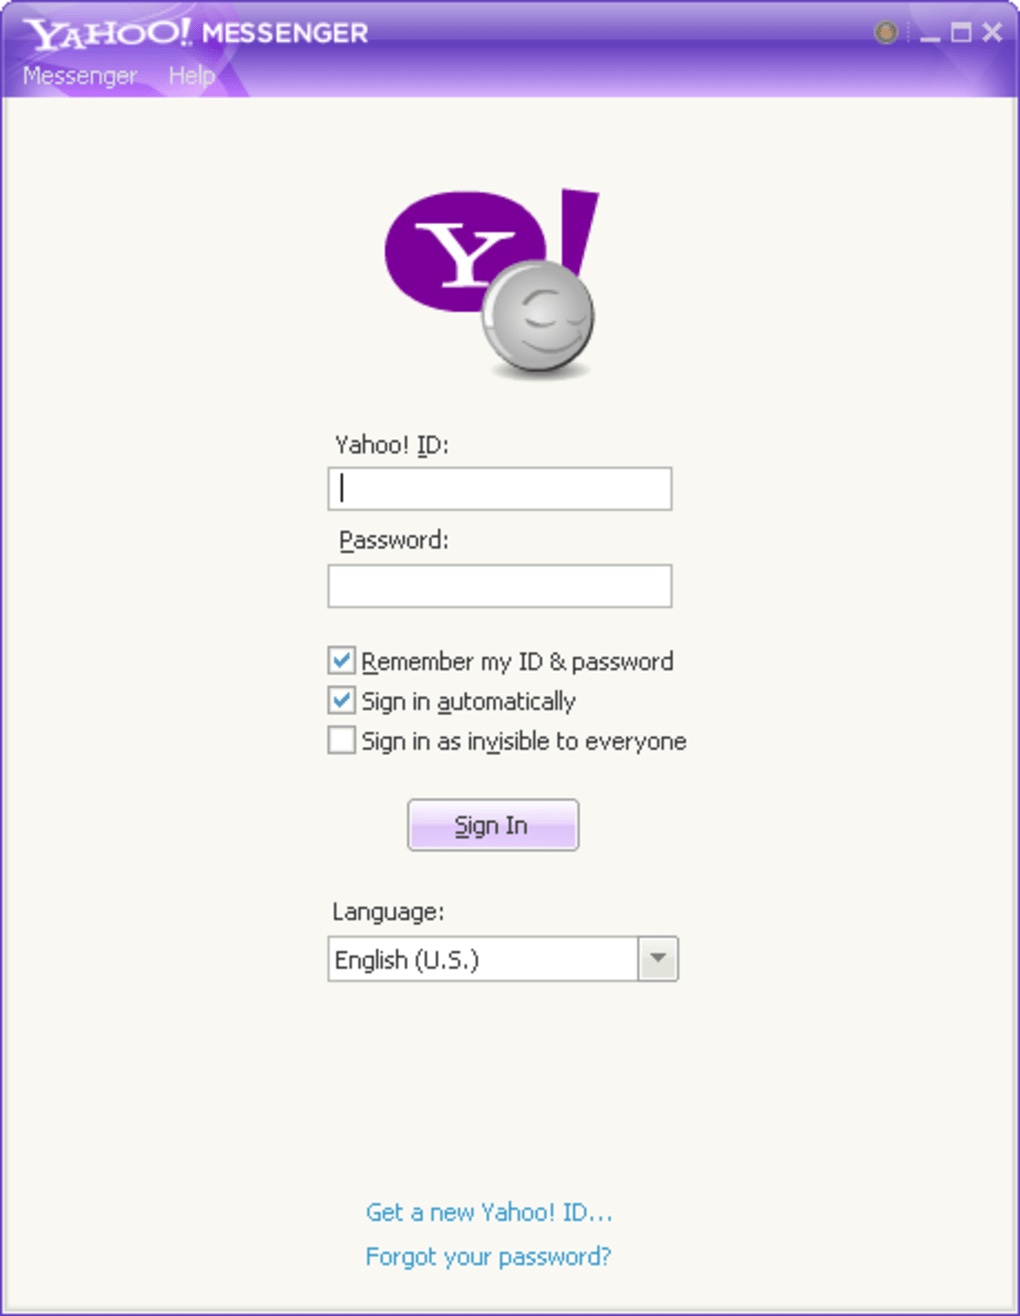 YAHOO! MESSENGER
Messenger Help
Y!
Yahoo! ID:
Password:
Remember my ID & password
Sign in automatically
Sign in as invisible to everyone
Sign In
Language:
English (U.S.)
Get a new Yahoo! ID...
Forgot your password?